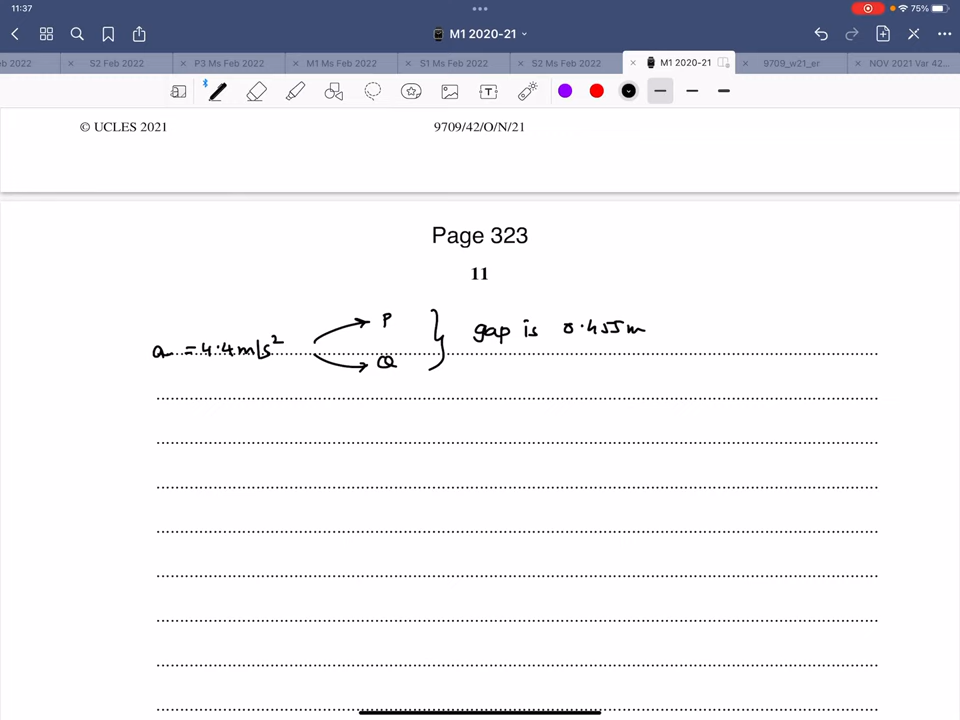 11:37
75%
M1 2020-21
eb 2022
S2 Feb 2022
P3 Ms Feb 2022
M1 Ms Feb 2022
S1 Ms Feb 2022
S2 Ms Feb 2022
M1 2020-21
9709_w21_er
NOV 2021 Var 42...
© UCLES 2021
9709/42/O/N/21
Page 323
11
a = 4.4 m/s²
P
Q
gap is 0.455m